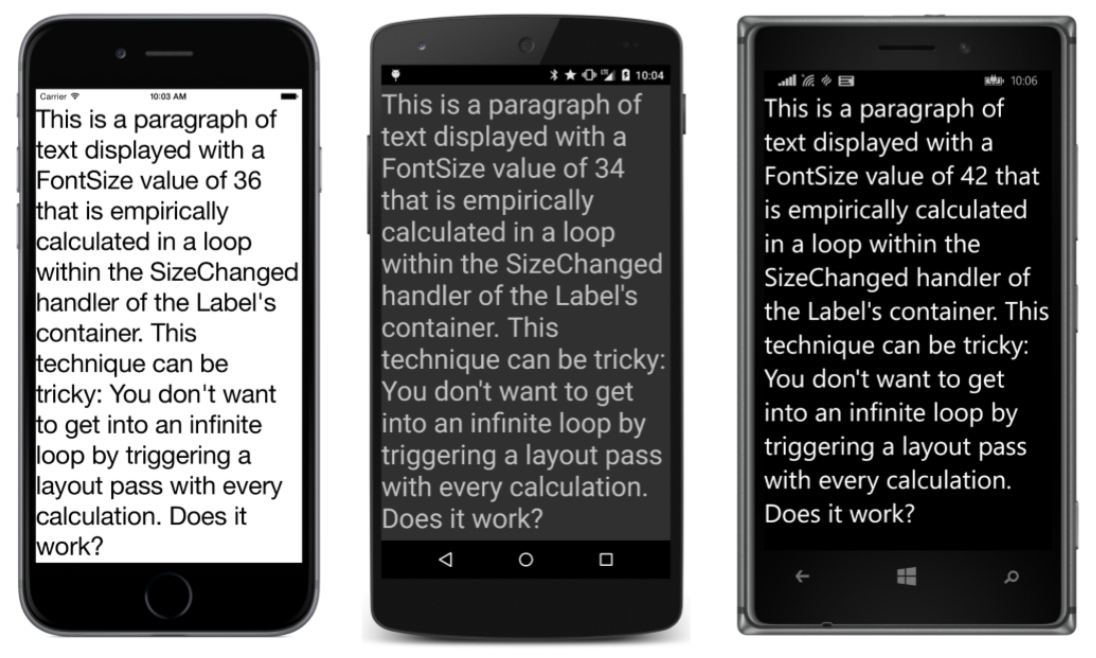 Carrier 10:03 AM
This is a paragraph of
text displayed with a
FontSize value of 36
that is empirically
calculated in a loop
within the SizeChanged
handler of the Label's
container. This
technique can be
tricky: You don't want
to get into an infinite
loop by triggering a
layout pass with every
calculation. Does it
work?
LTE 10:04
This is a paragraph of
text displayed with a
FontSize value of 34
that is empirically
calculated in a loop
within the SizeChanged
handler of the Label's
container. This
technique can be tricky:
You don't want to get
into an infinite loop by
triggering a layout pass
with every calculation.
Does it work?
10:06
This is a paragraph of
text displayed with a
FontSize value of 42 that
is empirically calculated
in a loop within the
SizeChanged handler of
the Label's container. This
technique can be tricky:
You don't want to get
into an infinite loop by
triggering a layout pass
with every calculation.
Does it work?